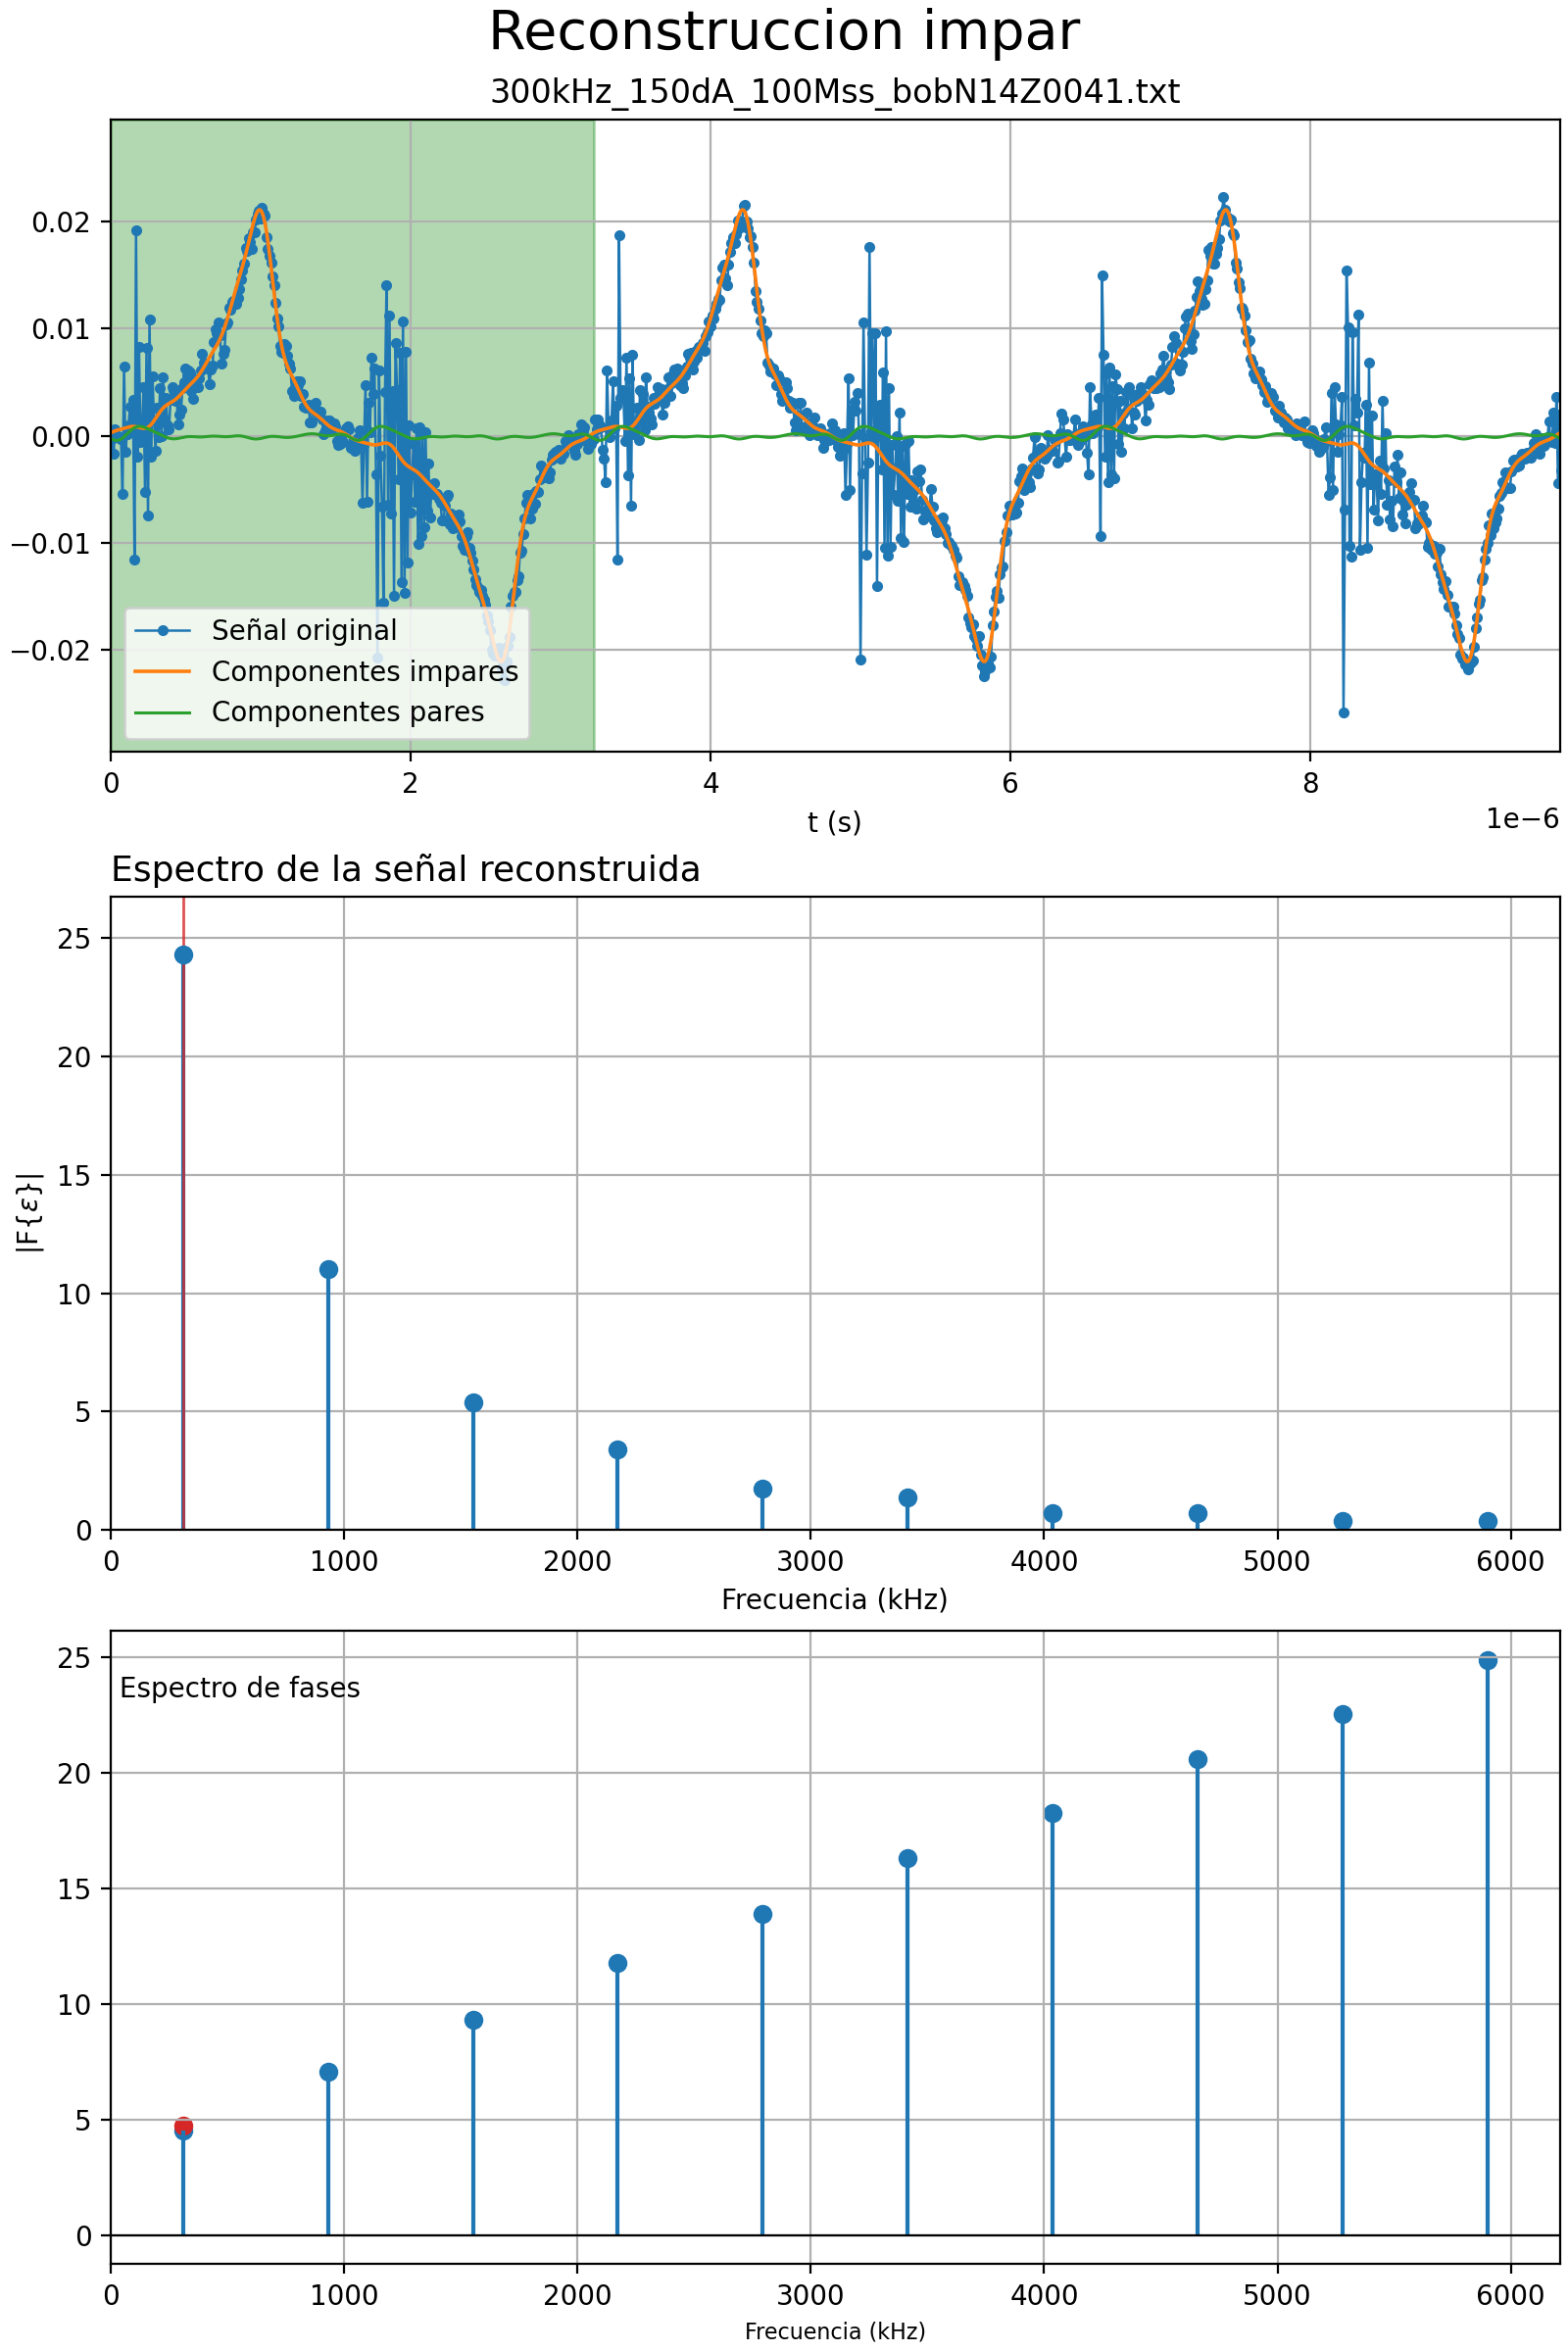 Reconstruccion impar
300kHz_150dA_100Mss_bobN14Z0041.txt
0.02
0.01
0.00
−0.01
−0.02
Señal original
Componentes impares
Componentes pares
0 2 4 6 8
t (s)
1e−6
Espectro de la señal reconstruida
25
20
15
10
5
0
|F{ε}|
0 1000 2000 3000 4000 5000 6000
Frecuencia (kHz)
25
Espectro de fases
20
15
10
5
0
0 1000 2000 3000 4000 5000 6000
Frecuencia (kHz)